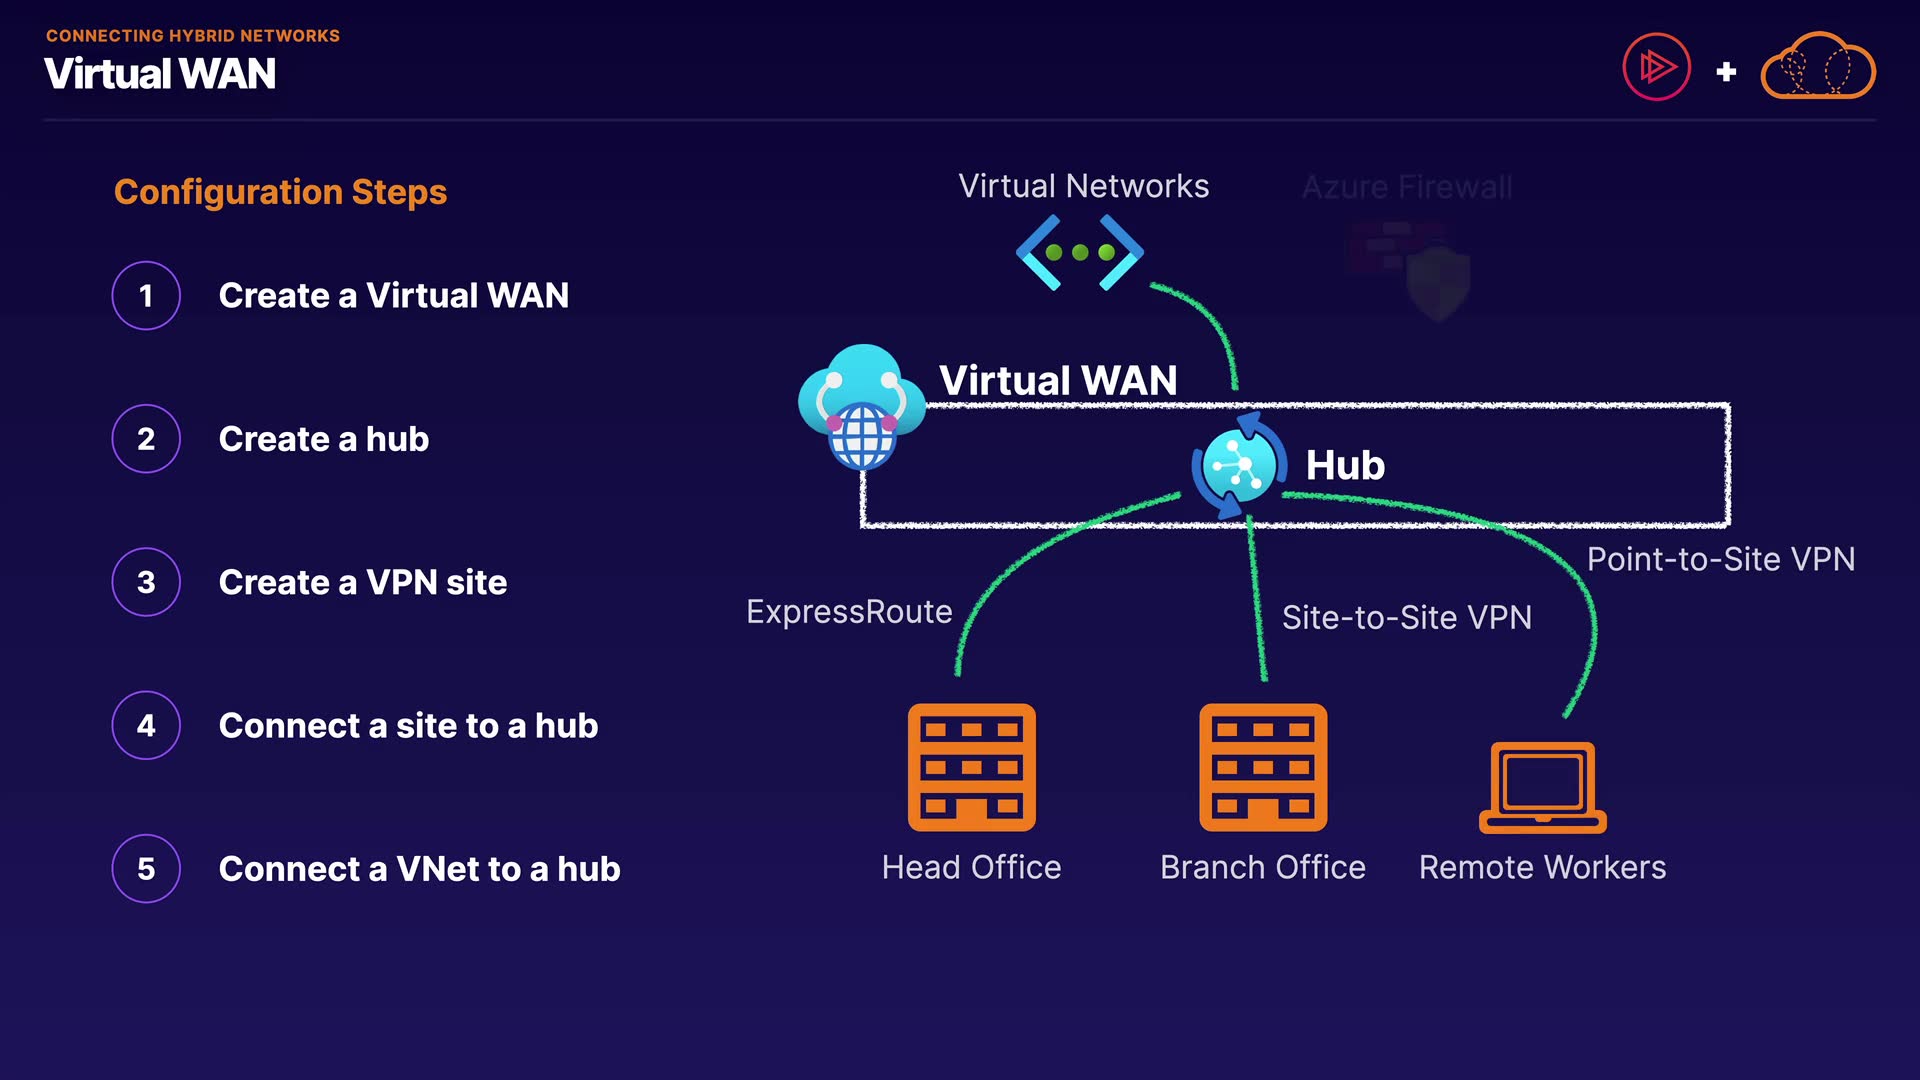 CONNECTING HYBRID NETWORKS
Virtual WAN
Configuration Steps
1 Create a Virtual WAN
2 Create a hub
3 Create a VPN site
4 Connect a site to a hub
5 Connect a VNet to a hub
Virtual Networks
Azure Firewall
Virtual WAN
Hub
Point-to-Site VPN
ExpressRoute
Site-to-Site VPN
Head Office
Branch Office
Remote Workers